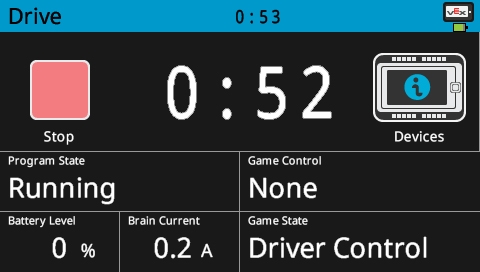 Drive 0:53 VEX
0:52
Stop Devices
Program State Game Control
Running None
Battery Level Brain Current Game State
0 % 0.2 A Driver Control